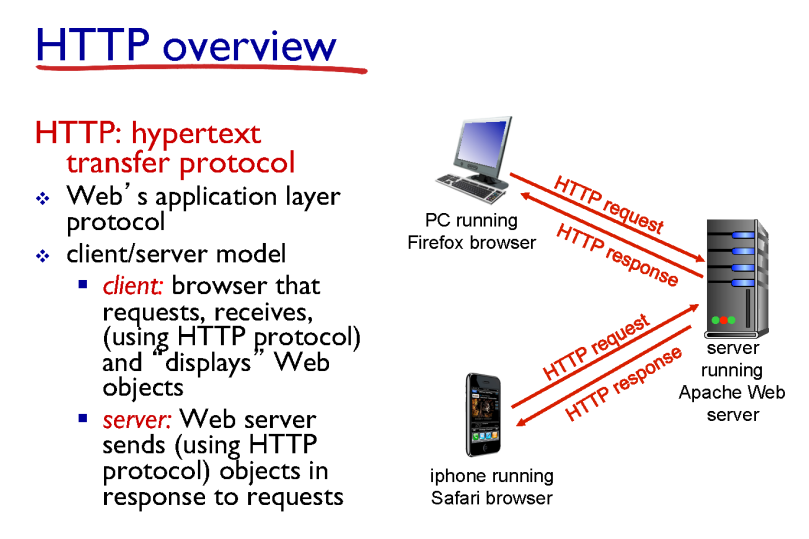 HTTP overview
HTTP: hypertext
transfer protocol
❖ Web’s application layer
protocol
❖ client/server model
▪ client: browser that
requests, receives,
(using HTTP protocol)
and “displays” Web
objects
▪ server: Web server
sends (using HTTP
protocol) objects in
response to requests
PC running
Firefox browser
HTTP request
HTTP response
HTTP request
HTTP response
server
running
Apache Web
server
iphone running
Safari browser